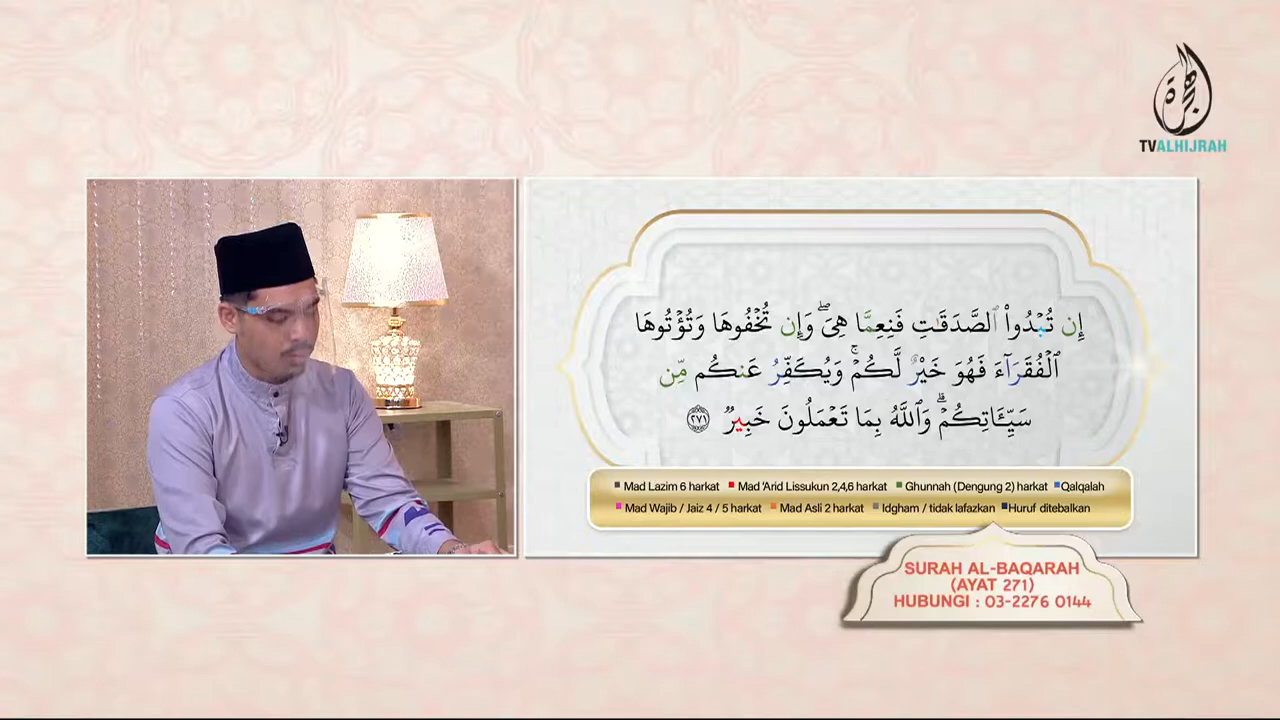 الهجرة
TVALHIJRAH
إِن تُبْدُوا۟ ٱلصَّدَقَـٰتِ فَنِعِمَّا هِىَ ۖ وَإِن تُخْفُوهَا وَتُؤْتُوهَا
ٱلْفُقَرَآءَ فَهُوَ خَيْرٌ لَّكُمْ ۚ وَيُكَفِّرُ عَنكُم مِّن
سَيِّـَٔاتِكُمْ ۗ وَٱللَّهُ بِمَا تَعْمَلُونَ خَبِيرٌ ٢٧١
Mad Lazim 6 harkat Mad 'Arid Lissukun 2,4,6 harkat Ghunnah (Dengung 2) harkat Qalqalah
Mad Wajib / Jaiz 4 / 5 harkat Mad Asli 2 harkat Idgham / tidak lafazkan Huruf ditebalkan
SURAH AL-BAQARAH
(AYAT 271)
HUBUNGI : 03-2276 0144